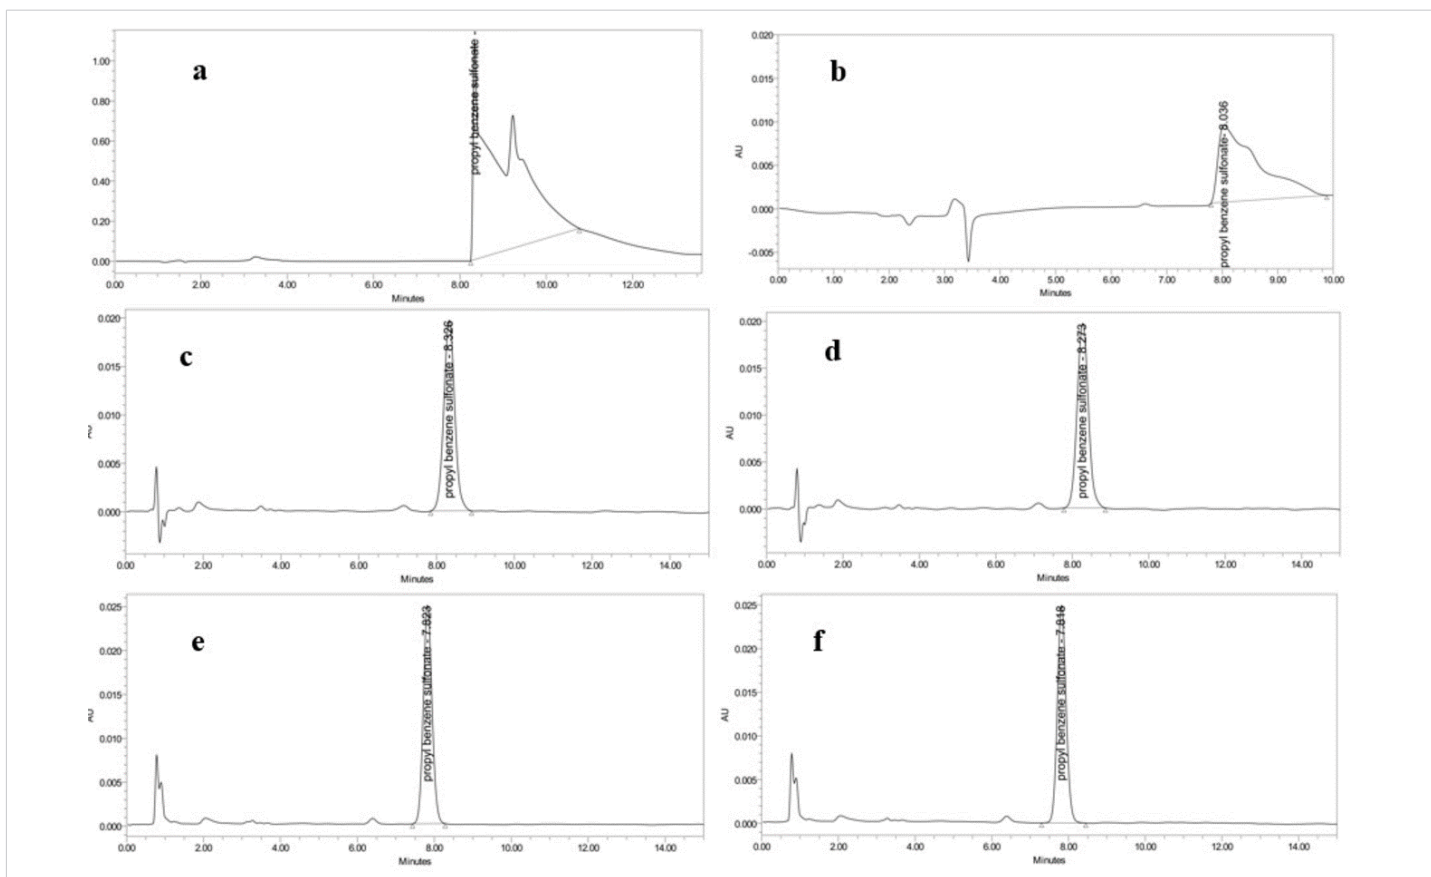 a
propyl benzene sulfonate -
1.00
0.80
0.60
0.40
0.20
0.00
0.00 2.00 4.00 6.00 8.00 10.00 12.00
Minutes
b
propyl benzene sulfonate- 8.036
AU
0.020
0.015
0.010
0.005
0.000
-0.005
0.00 1.00 2.00 3.00 4.00 5.00 6.00 7.00 8.00 9.00 10.00
Minutes
c
propyl benzene sulfonate - 8.326
AU
0.020
0.015
0.010
0.005
0.000
0.00 2.00 4.00 6.00 8.00 10.00 12.00 14.00
Minutes
d
propyl benzene sulfonate - 8.273
AU
0.020
0.015
0.010
0.005
0.000
0.00 2.00 4.00 6.00 8.00 10.00 12.00 14.00
Minutes
e
propyl benzene sulfonate - 7.823
AU
0.025
0.020
0.015
0.010
0.005
0.000
0.00 2.00 4.00 6.00 8.00 10.00 12.00 14.00
Minutes
f
propyl benzene sulfonate - 7.818
AU
0.025
0.020
0.015
0.010
0.005
0.000
0.00 2.00 4.00 6.00 8.00 10.00 12.00 14.00
Minutes